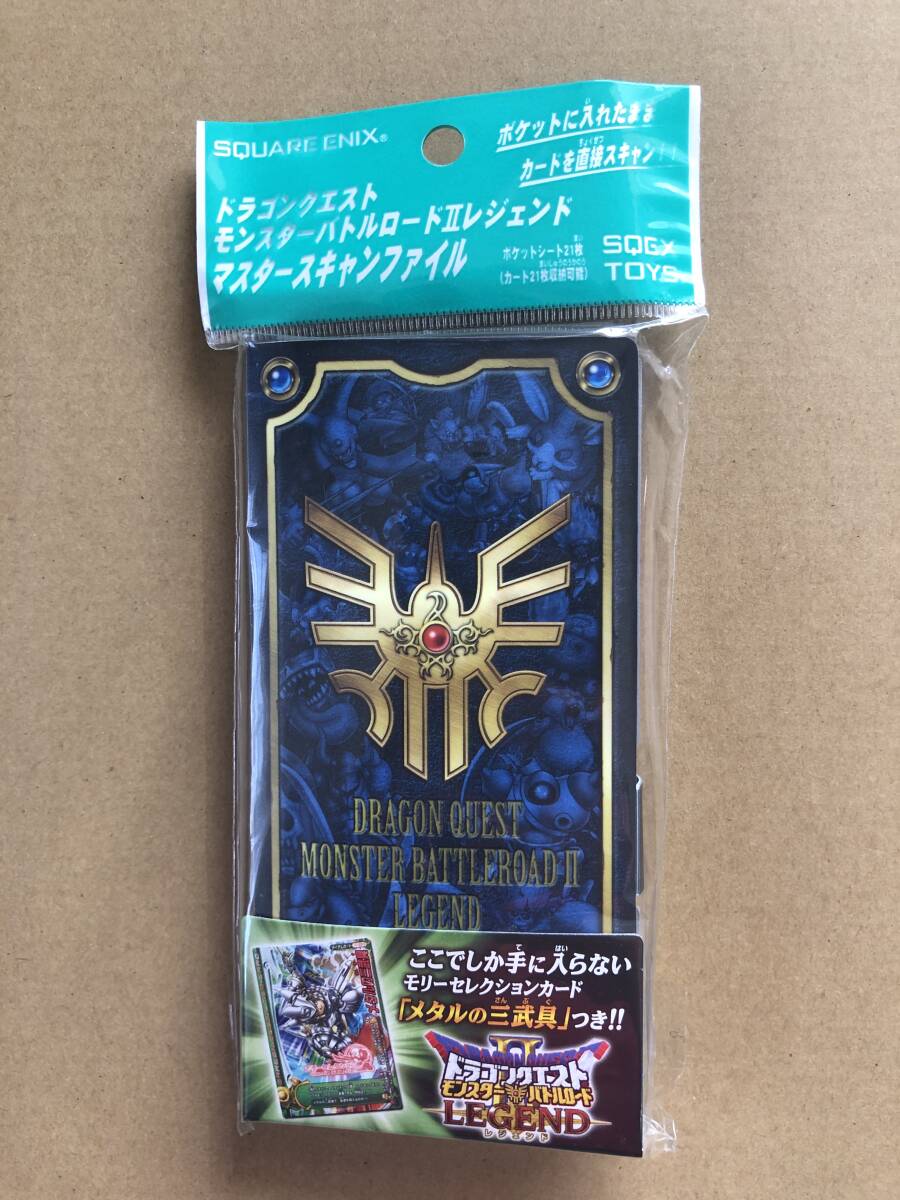 SQUARE ENIX®
ポケットに入れたまま
カードを直接スキャン!!
ドラゴンクエスト
モンスターバトルロードIIレジェンド
マスタースキャンファイル
ポケットシート21枚
(カード21枚収納可能)
SQEX
TOYS
DRAGON QUEST
MONSTER BATTLEROAD II
LEGEND
ここでしか手に入らない
モリーセレクションカード
「メタルの三武具」つき!!
II
ドラゴンクエスト
モンスターバトルロード
LEGEND
レジェンド